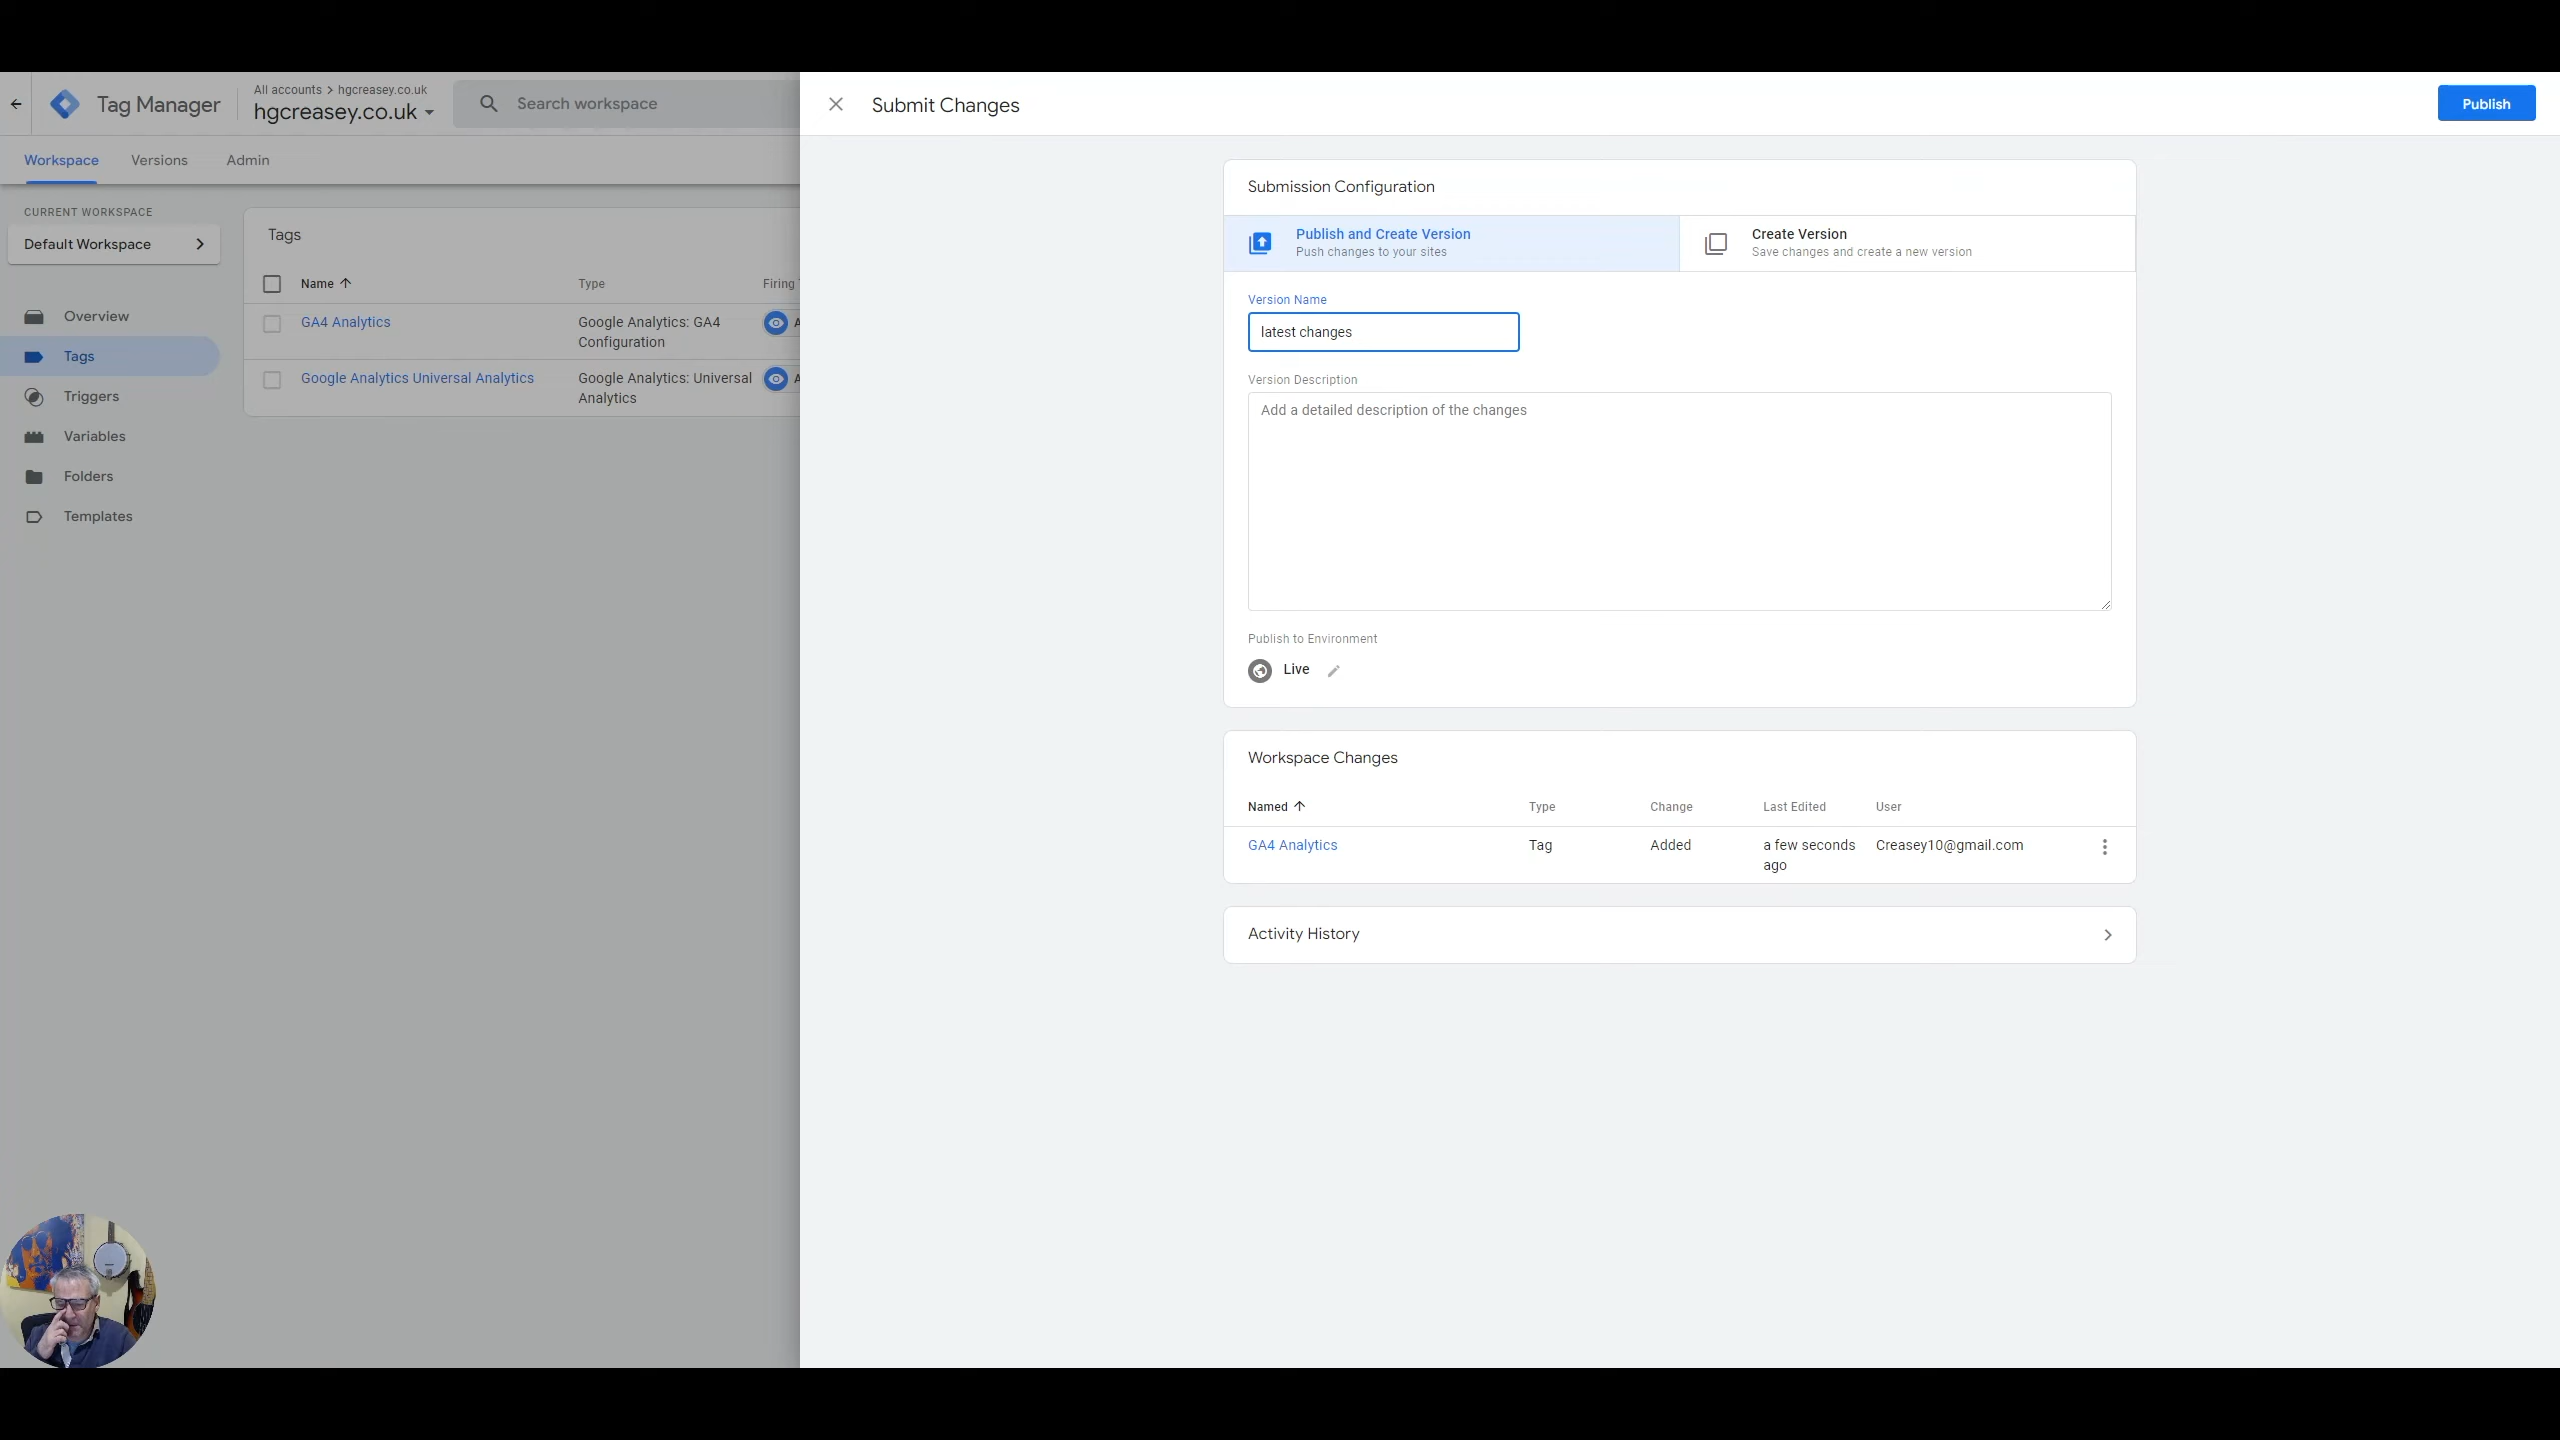 Tag Manager
All accounts > hgcreasey.co.uk
hgcreasey.co.uk
Search workspace
Submit Changes
Publish
Workspace
Versions
Admin
CURRENT WORKSPACE
Default Workspace
Overview
Tags
Triggers
Variables
Folders
Templates
Tags
Name
Type
Firing
GA4 Analytics
Google Analytics: GA4
Configuration
Google Analytics Universal Analytics
Google Analytics: Universal
Analytics
Submission Configuration
Publish and Create Version
Push changes to your sites
Create Version
Save changes and create a new version
Version Name
latest changes
Version Description
Add a detailed description of the changes
Publish to Environment
Live
Workspace Changes
Named
Type
Change
Last Edited
User
GA4 Analytics
Tag
Added
a few seconds
ago
Creasey10@gmail.com
Activity History